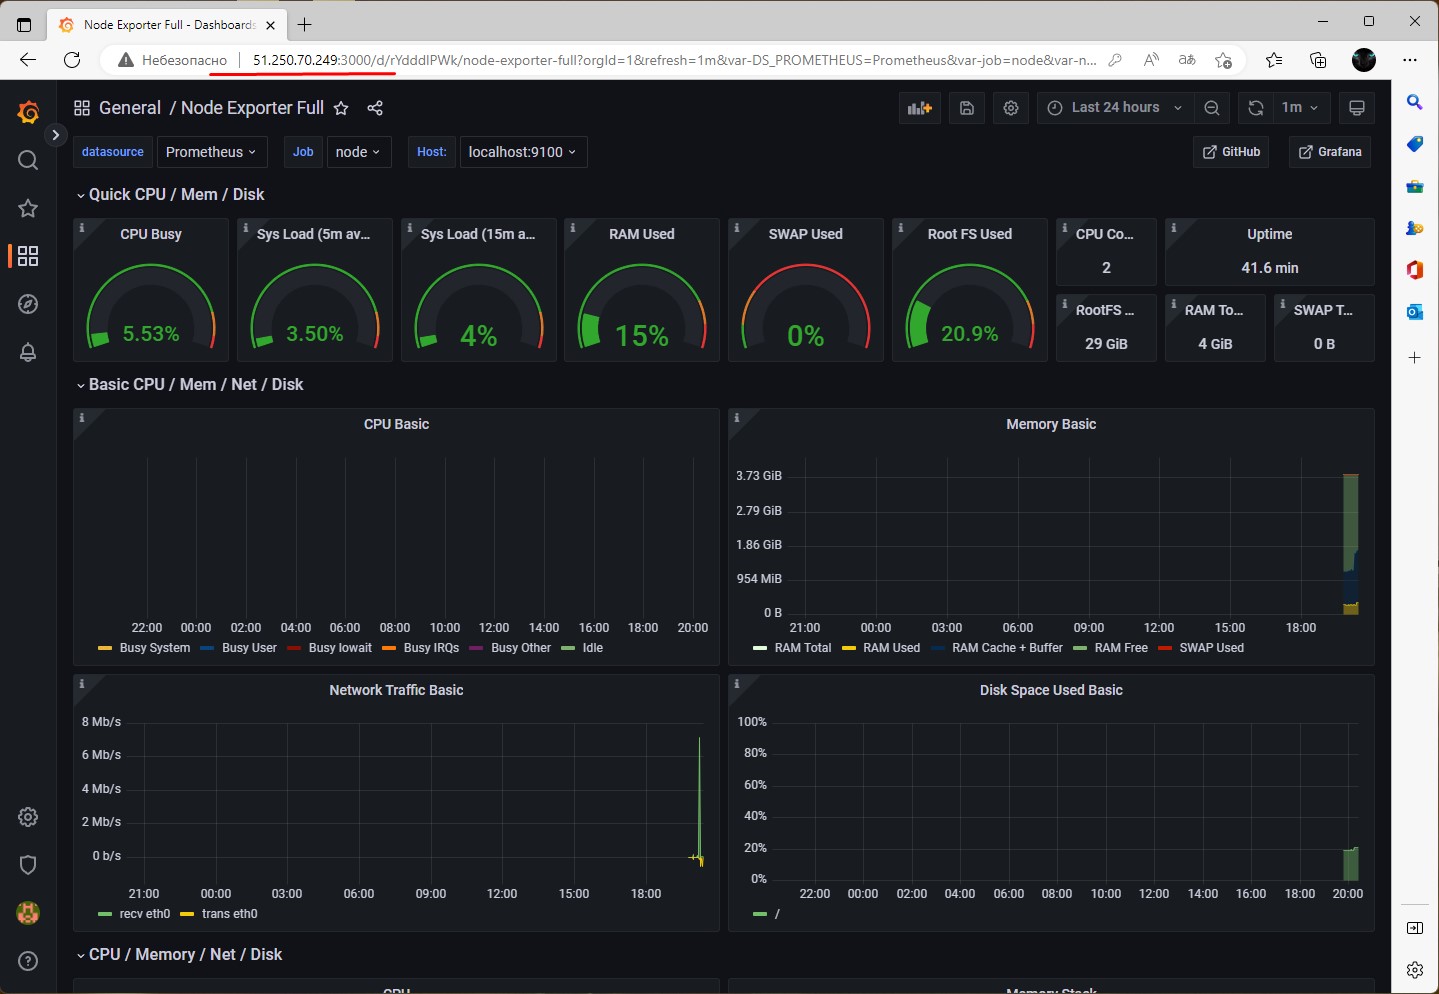 Node Exporter Full - Dashboards
Небезопасно
51.250.70.249:3000/d/rYdddlPWk/node-exporter-full?orgId=1&refresh=1m&var-DS_PROMETHEUS=Prometheus&var-job=node&var-n...
General / Node Exporter Full
Last 24 hours
1m
datasource Prometheus Job node Host: localhost:9100
GitHub
Grafana
Quick CPU / Mem / Disk
CPU Busy
5.53%
Sys Load (5m av...
3.50%
Sys Load (15m a...
4%
RAM Used
15%
SWAP Used
0%
Root FS Used
20.9%
CPU Co...
2
Uptime
41.6 min
RootFS ...
29 GiB
RAM To...
4 GiB
SWAP T...
0 B
Basic CPU / Mem / Net / Disk
CPU Basic
22:00 00:00 02:00 04:00 06:00 08:00 10:00 12:00 14:00 16:00 18:00 20:00
Busy System Busy User Busy Iowait Busy IRQs Busy Other Idle
Memory Basic
3.73 GiB
2.79 GiB
1.86 GiB
954 MiB
0 B
21:00 00:00 03:00 06:00 09:00 12:00 15:00 18:00
RAM Total RAM Used RAM Cache + Buffer RAM Free SWAP Used
Network Traffic Basic
8 Mb/s
6 Mb/s
4 Mb/s
2 Mb/s
0 b/s
21:00 00:00 03:00 06:00 09:00 12:00 15:00 18:00
recv eth0 trans eth0
Disk Space Used Basic
100%
80%
60%
40%
20%
0%
22:00 00:00 02:00 04:00 06:00 08:00 10:00 12:00 14:00 16:00 18:00 20:00
/
CPU / Memory / Net / Disk
CPU
Memory Stack